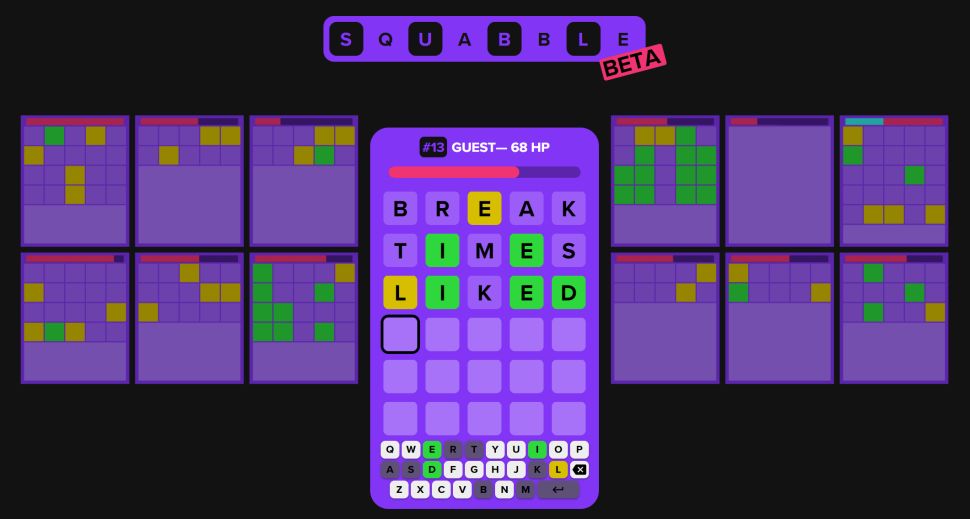 S Q U A B B L E
BETA
#13 GUEST— 68 HP
B R E A K
T I M E S
L I K E D
Q W E R T Y U I O P
A S D F G H J K L
Z X C V B N M